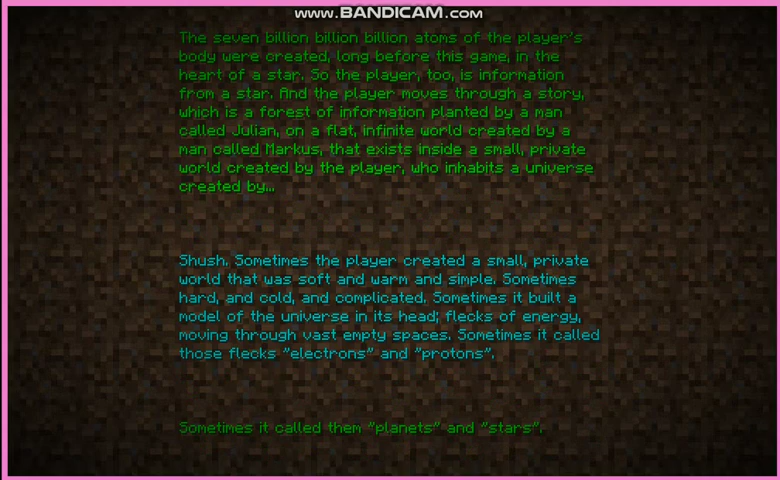 www.BANDICAM.com
The seven billion billion billion atoms of the player's
body were created, long before this game, in the
heart of a star. So the player, too, is information
from a star. And the player moves through a story,
which is a forest of information planted by a man
called Julian, on a flat, infinite world created by a
man called Markus, that exists inside a small, private
world created by the player, who inhabits a universe
created by...
Shush. Sometimes the player created a small, private
world that was soft and warm and simple. Sometimes
hard, and cold, and complicated. Sometimes it built a
model of the universe in its head; flecks of energy,
moving through vast empty spaces. Sometimes it called
those flecks "electrons" and "protons".
Sometimes it called them "planets" and "stars".